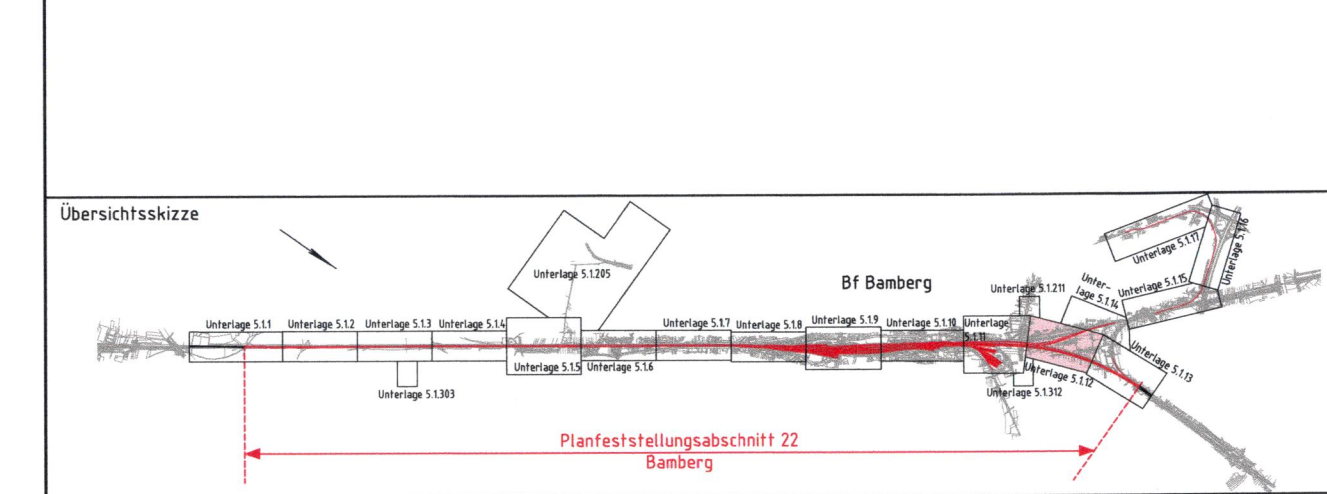 Übersichtsskizze
Unterlage 5.1.205
Bf Bamberg
Unterlage 5.1.1
Unterlage 5.1.2
Unterlage 5.1.3
Unterlage 5.1.4
Unterlage 5.1.5
Unterlage 5.1.6
Unterlage 5.1.7
Unterlage 5.1.8
Unterlage 5.1.9
Unterlage 5.1.10
Unterlage
5.1.11
Unterlage 5.1.211
Unter-
lage 5.1.14
Unterlage 5.1.15
Unterlage 5.1.16
Unterlage 5.1.17
Unterlage 5.1.12
Unterlage 5.1.13
Unterlage 5.1.303
Unterlage 5.1.312
Planfeststellungsabschnitt 22
Bamberg